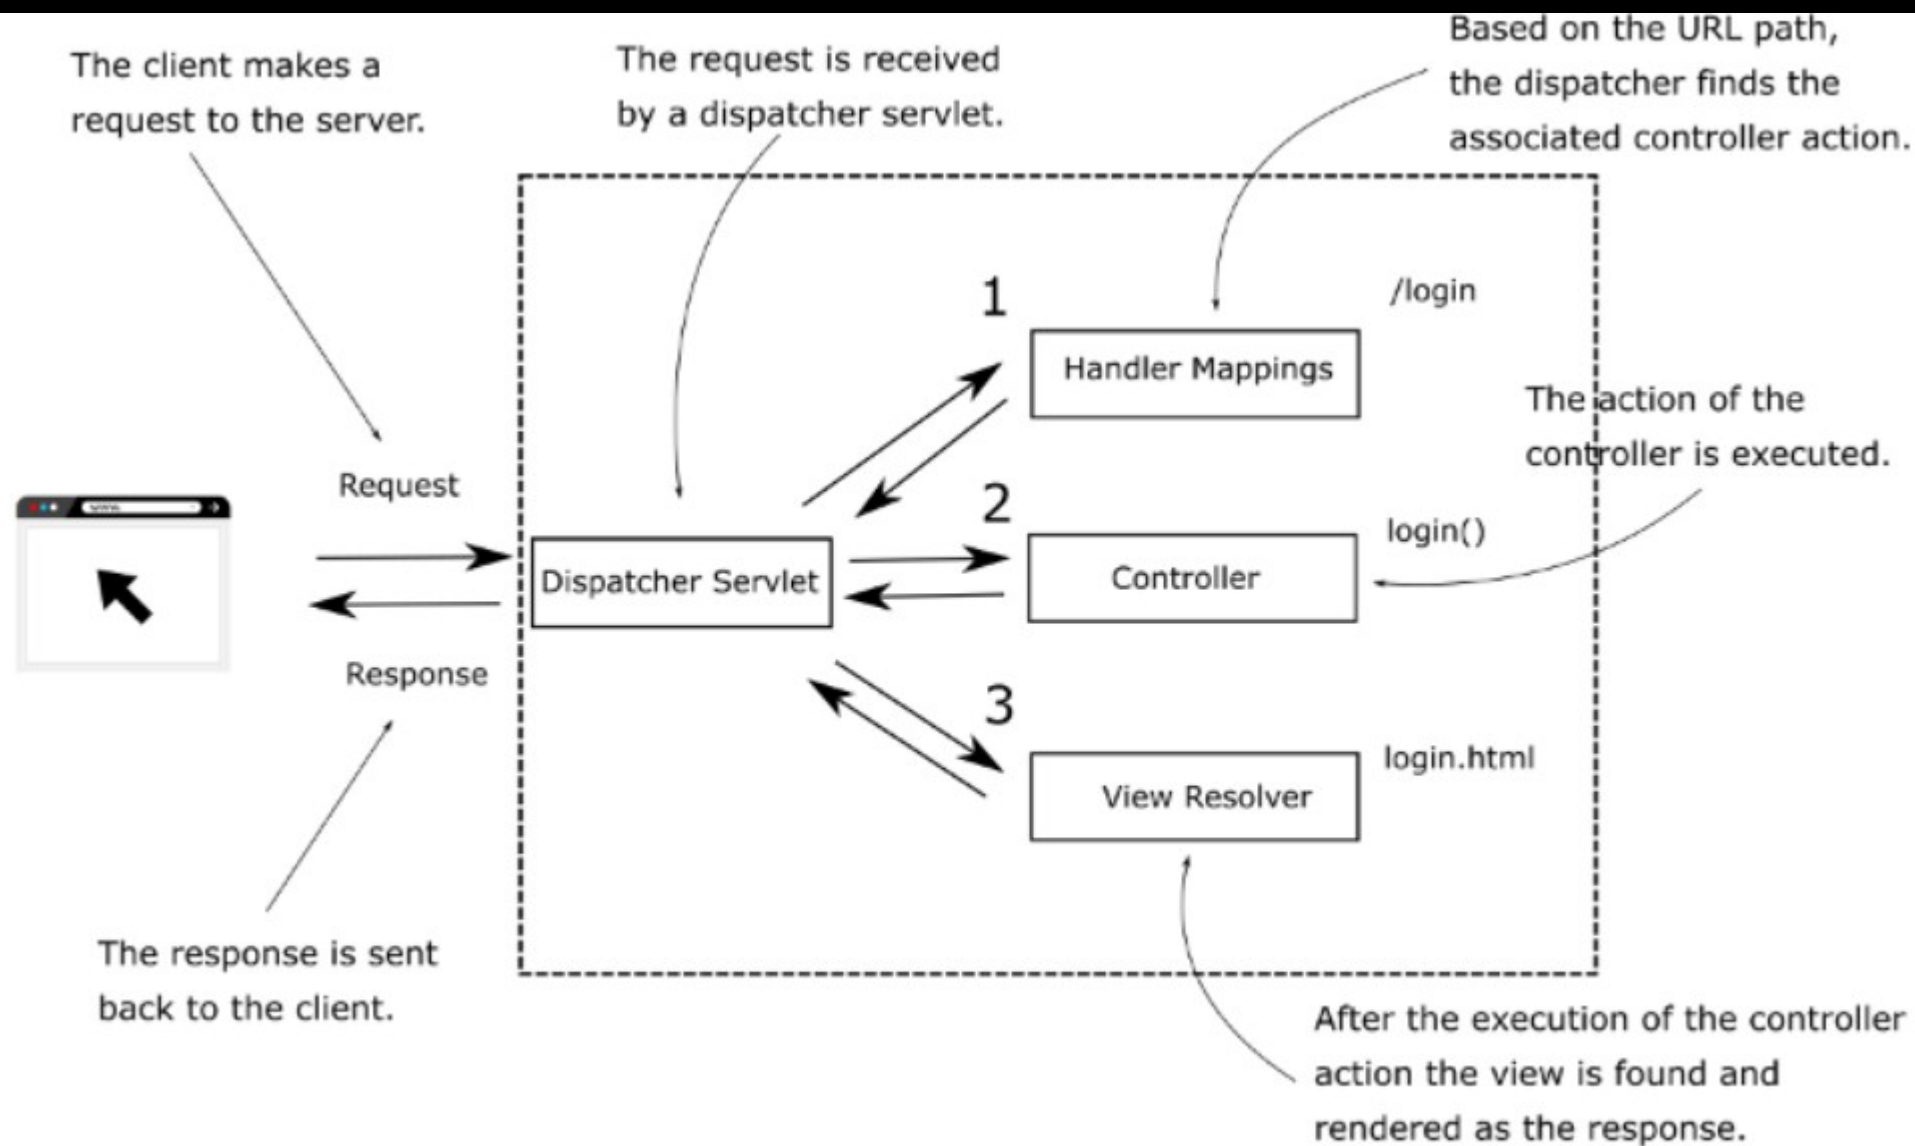 The client makes a
request to the server.
The request is received
by a dispatcher servlet.
Based on the URL path,
the dispatcher finds the
associated controller action.
1
/login
Handler Mappings
The action of the
controller is executed.
Request
2
login()
Dispatcher Servlet
Controller
Response
3
login.html
View Resolver
The response is sent
back to the client.
After the execution of the controller
action the view is found and
rendered as the response.